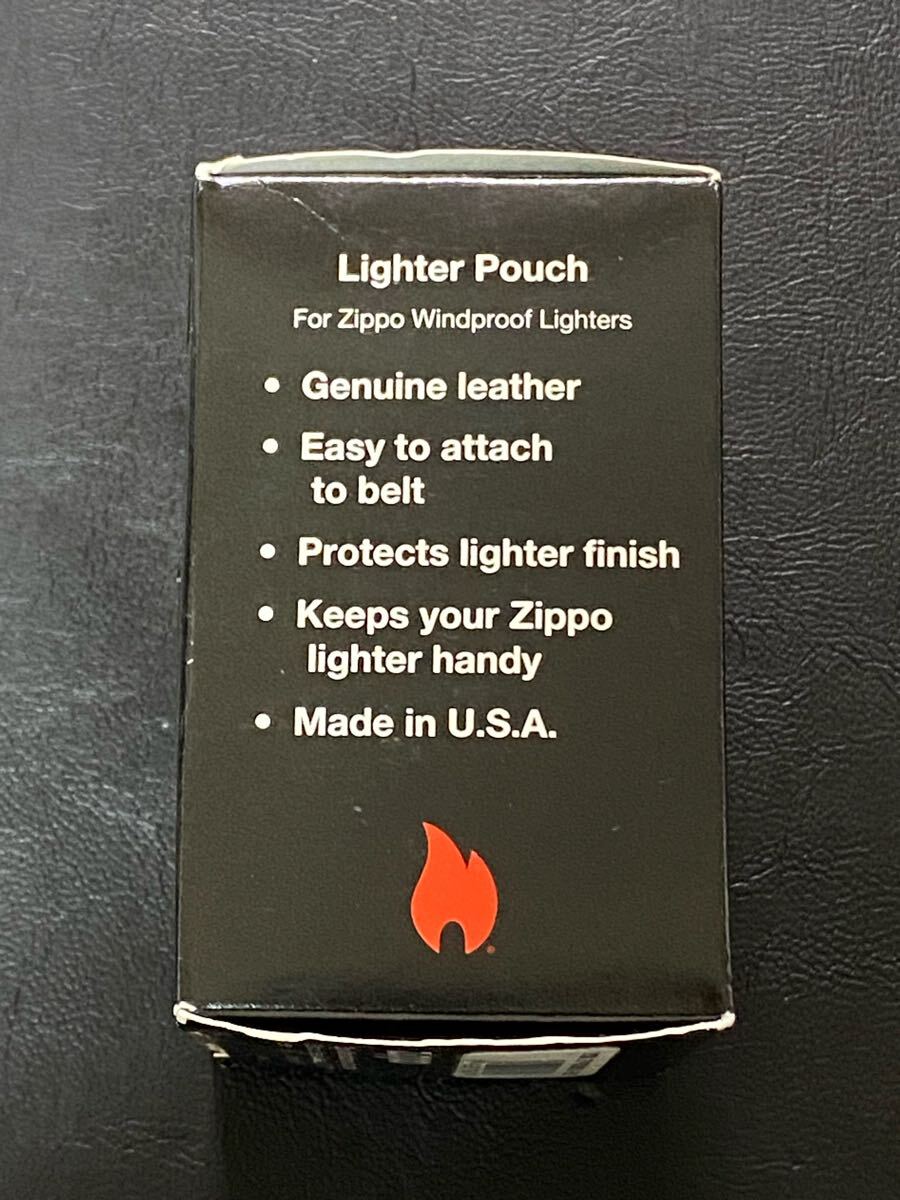 Lighter Pouch
For Zippo Windproof Lighters
• Genuine leather
• Easy to attach
to belt
• Protects lighter finish
• Keeps your Zippo
lighter handy
• Made in U.S.A.
®